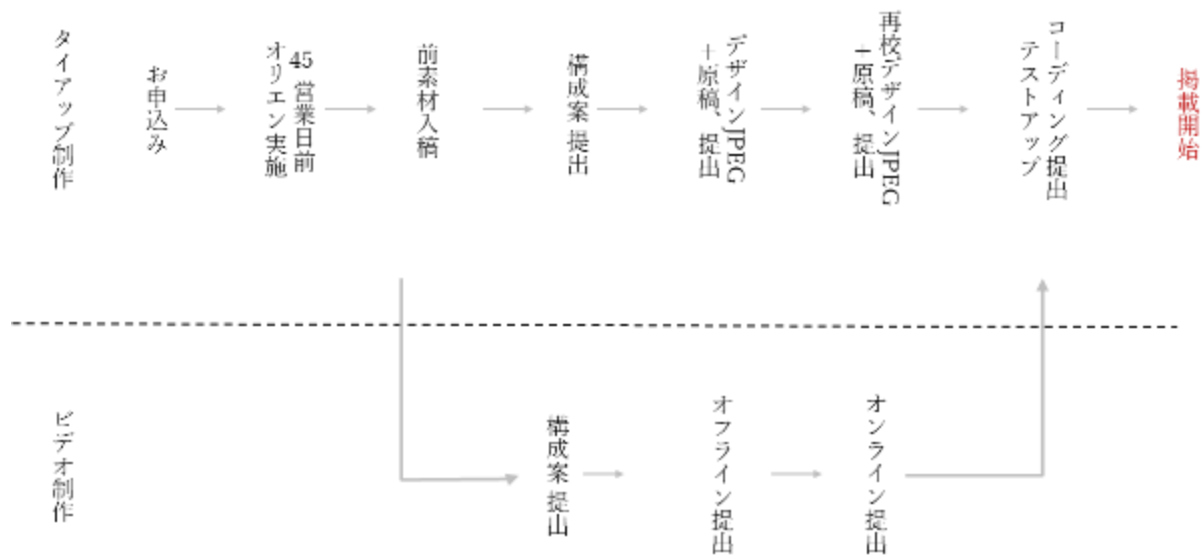 タイアップ制作
お申込み
45 営業日前
オリエン実施
前素材入稿
構成案 提出
デザインJPEG
＋原稿、提出
再校デザインJPEG
＋原稿、提出
コーディング提出
テストアップ
掲載開始
ビデオ制作
構成案 提出
オフライン提出
オンライン提出